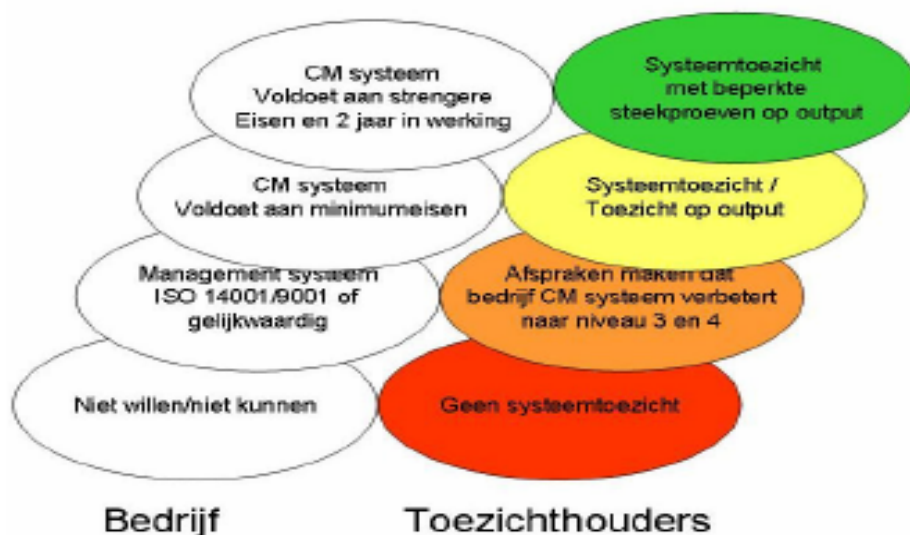 CM systeem
Voldoet aan strengere
Eisen en 2 jaar in werking
Systeemtoezicht
met beperkte
steekproeven op output
CM systeem
Voldoet aan minimumeisen
Systeemtoezicht /
Toezicht op output
Management systeem
ISO 14001/9001 of
gelijkwaardig
Afspraken maken dat
bedrijf CM systeem verbetert
naar niveau 3 en 4
Niet willen/niet kunnen
Geen systeemtoezicht
Bedrijf
Toezichthouders